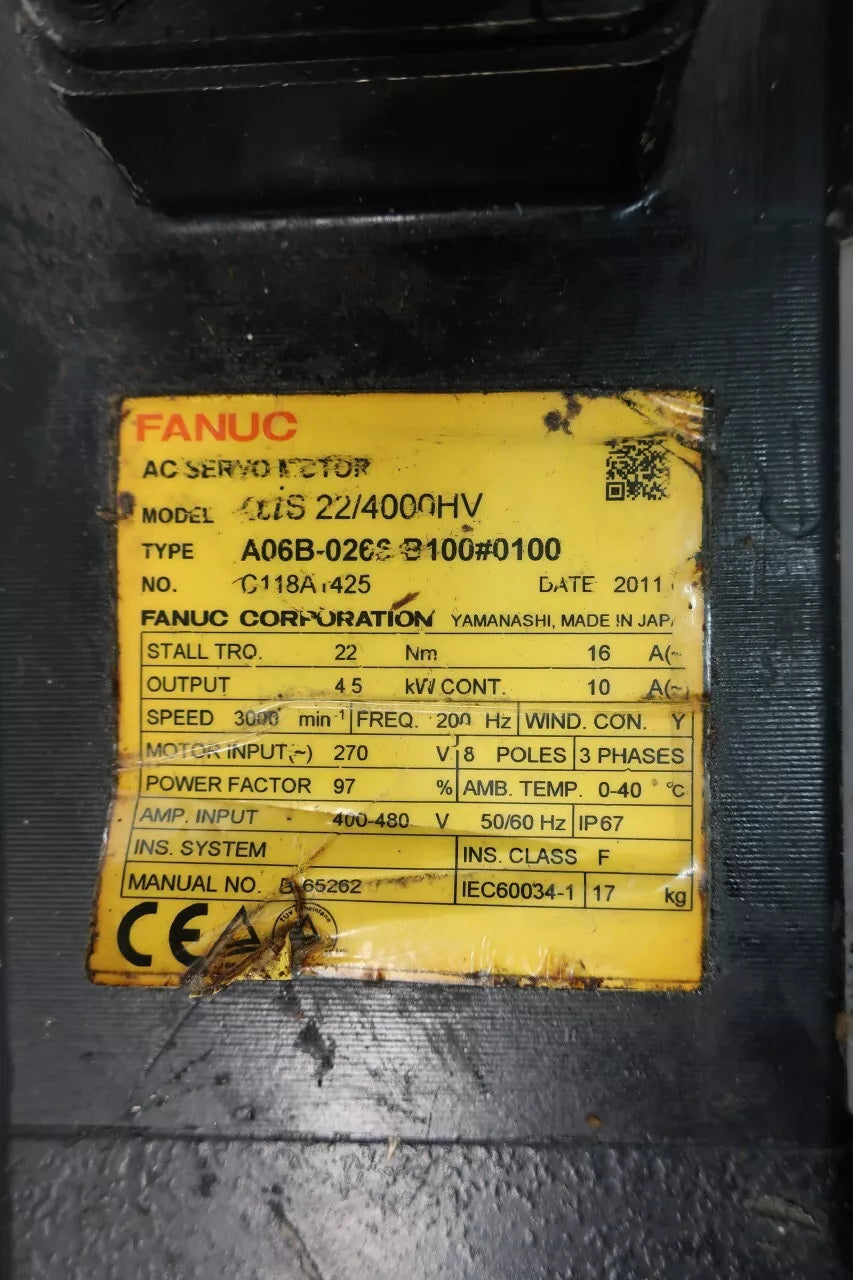 FANUC
AC SERVO MOTOR
MODEL αiS 22/4000HV
TYPE A06B-0268-B100#0100
NO. DATE 2011
FANUC CORPORATION YAMANASHI, MADE IN JAPA
STALL TRQ. 22 Nm 16 A(~
OUTPUT 4.5 kW CONT. 10 A(~)
SPEED 3000 min-1 FREQ. 200 Hz WIND. CON. Y
MOTOR INPUT(~) 270 V 8 POLES 3 PHASES
POWER FACTOR 97 % AMB. TEMP. 0-40 °C
AMP. INPUT 400-480 V 50/60 Hz IP67
INS. SYSTEM INS. CLASS F
MANUAL NO. B-65262 IEC60034-1 17 kg
CE